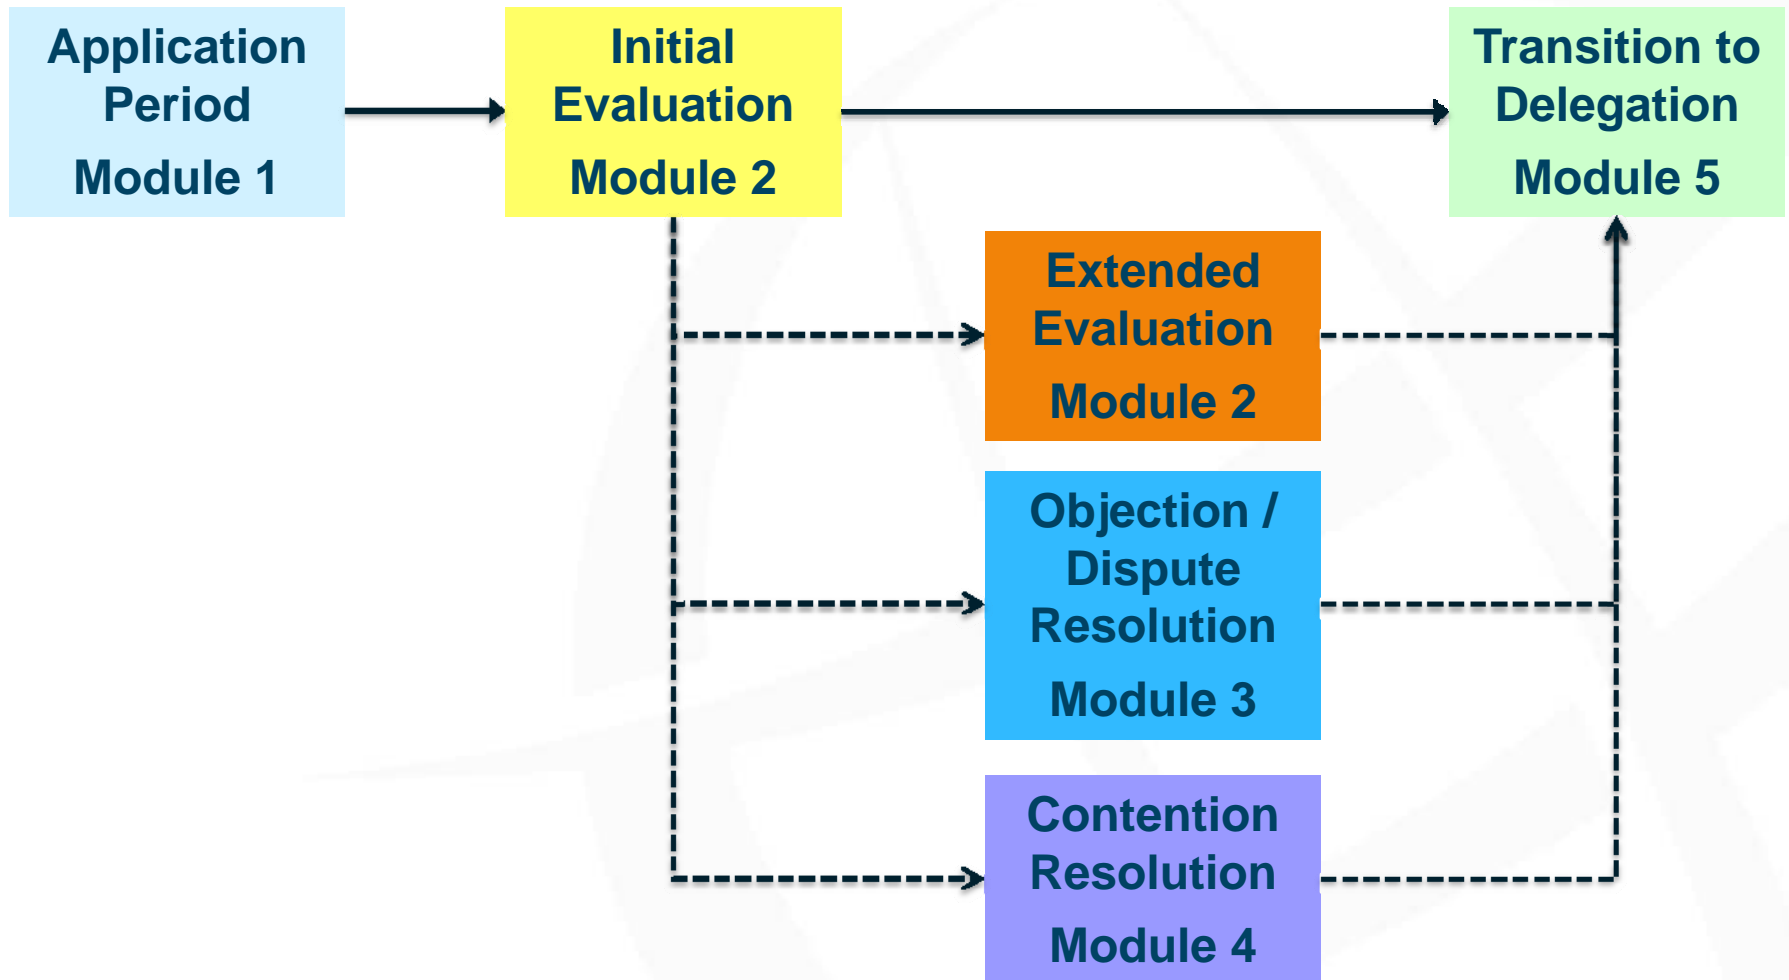 Application
Period
Module 1
Initial
Evaluation
Module 2
Transition to
Delegation
Module 5
Extended
Evaluation
Module 2
Objection /
Dispute
Resolution
Module 3
Contention
Resolution
Module 4